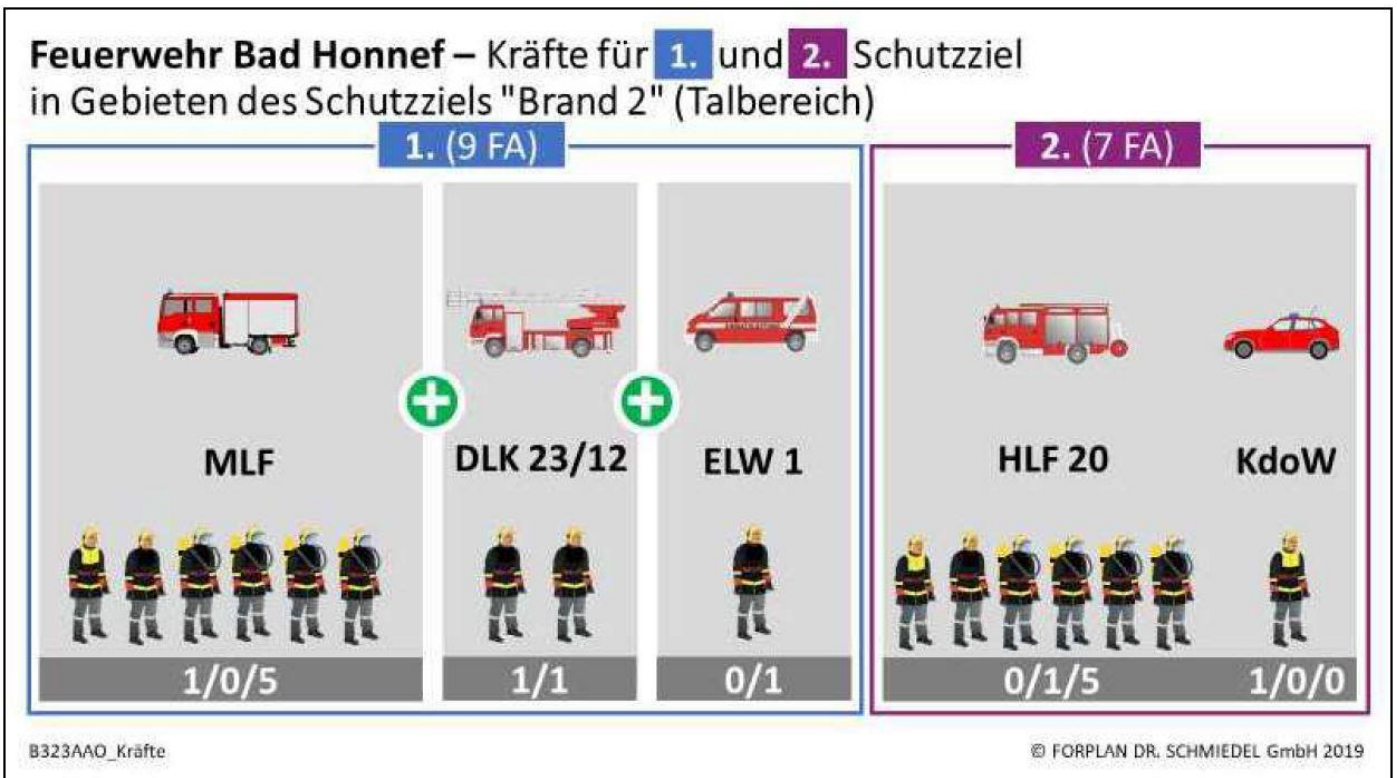 Feuerwehr Bad Honnef – Kräfte für 1. und 2. Schutzziel
in Gebieten des Schutzziels "Brand 2" (Talbereich)
1. (9 FA)
2. (7 FA)
MLF
DLK 23/12
ELW 1
HLF 20
KdoW
1/0/5
1/1
0/1
0/1/5
1/0/0
B323AAO_Kräfte
© FORPLAN DR. SCHMIEDEL GmbH 2019